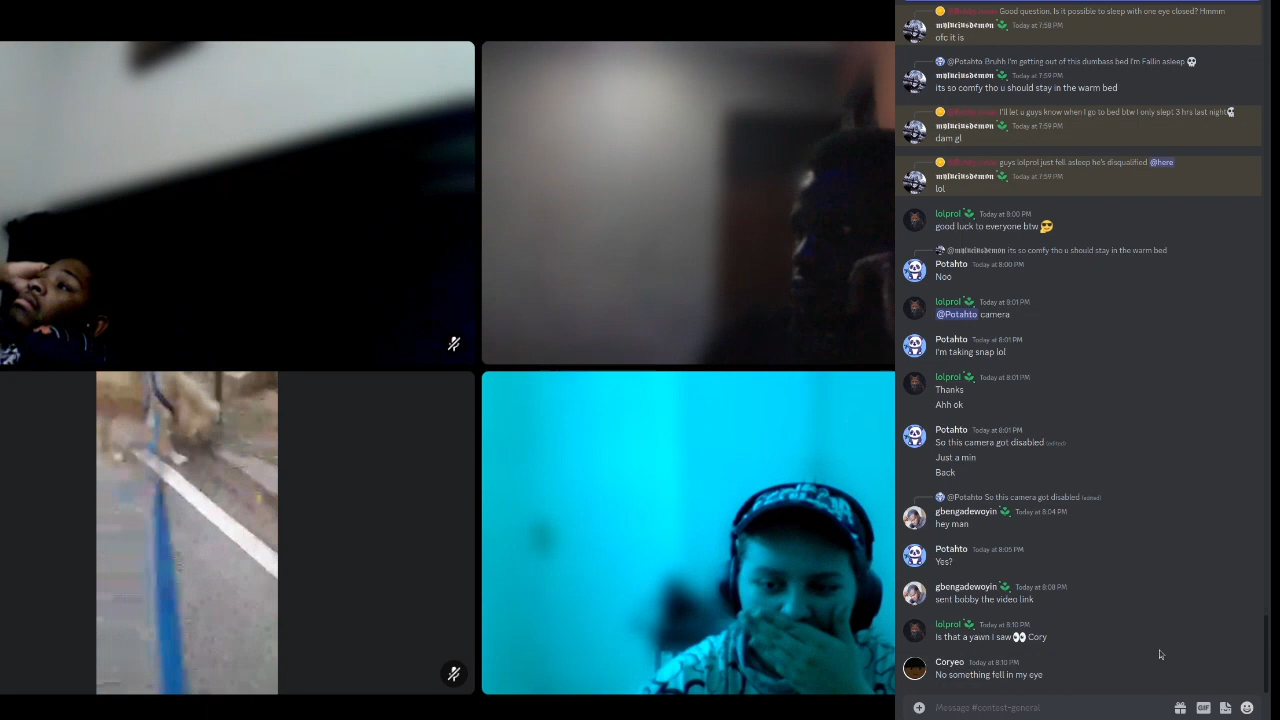 Good question. Is it possible to sleep with one eye closed? Hmmm
myluciusdemon Today at 7:58 PM
ofc it is
@Potahto Bruhh I'm getting out of this dumbass bed I'm Fallin asleep 💀
myluciusdemon Today at 7:59 PM
its so comfy tho u should stay in the warm bed
I'll let u guys know when I go to bed btw I only slept 3 hrs last night
myluciusdemon Today at 7:59 PM
dam gl
guys lolprol just fell asleep he's disqualified @here
myluciusdemon Today at 7:59 PM
lol
lolprol Today at 8:00 PM
good luck to everyone btw
@myluciusdemon its so comfy tho u should stay in the warm bed
Potahto Today at 8:00 PM
Noo
lolprol Today at 8:01 PM
@Potahto camera
Potahto Today at 8:01 PM
I'm taking snap lol
lolprol Today at 8:01 PM
Thanks
Ahh ok
Potahto Today at 8:01 PM
So this camera got disabled (edited)
Just a min
Back
@Potahto So this camera got disabled (edited)
gbengadewoyin Today at 8:04 PM
hey man
Potahto Today at 8:05 PM
Yes?
gbengadewoyin Today at 8:08 PM
sent bobby the video link
lolprol Today at 8:10 PM
Is that a yawn I saw👀 Cory
Coryeo Today at 8:10 PM
No something fell in my eye
Message #contest-general
GIF